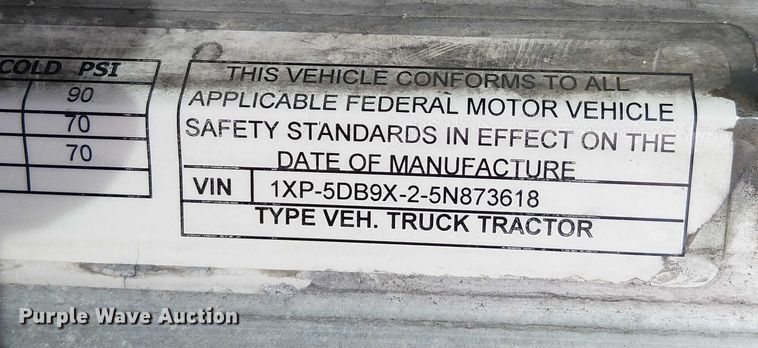 COLD PSI
90
70
70
THIS VEHICLE CONFORMS TO ALL
APPLICABLE FEDERAL MOTOR VEHICLE
SAFETY STANDARDS IN EFFECT ON THE
DATE OF MANUFACTURE
VIN 1XP-5DB9X-2-5N873618
TYPE VEH. TRUCK TRACTOR
Purple Wave Auction